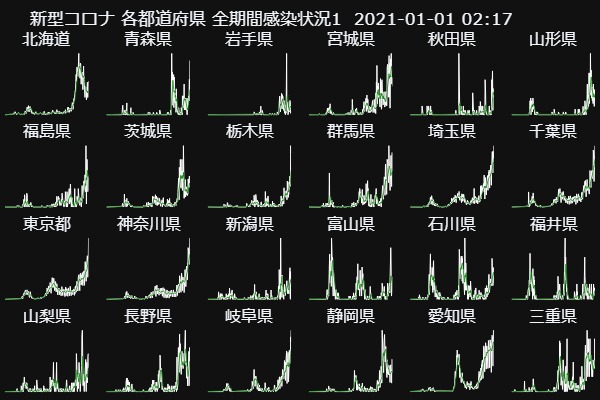 新型コロナ 各都道府県 全期間感染状況1 2021-01-01 02:17
北海道 青森県 岩手県 宮城県 秋田県 山形県
福島県 茨城県 栃木県 群馬県 埼玉県 千葉県
東京都 神奈川県 新潟県 富山県 石川県 福井県
山梨県 長野県 岐阜県 静岡県 愛知県 三重県